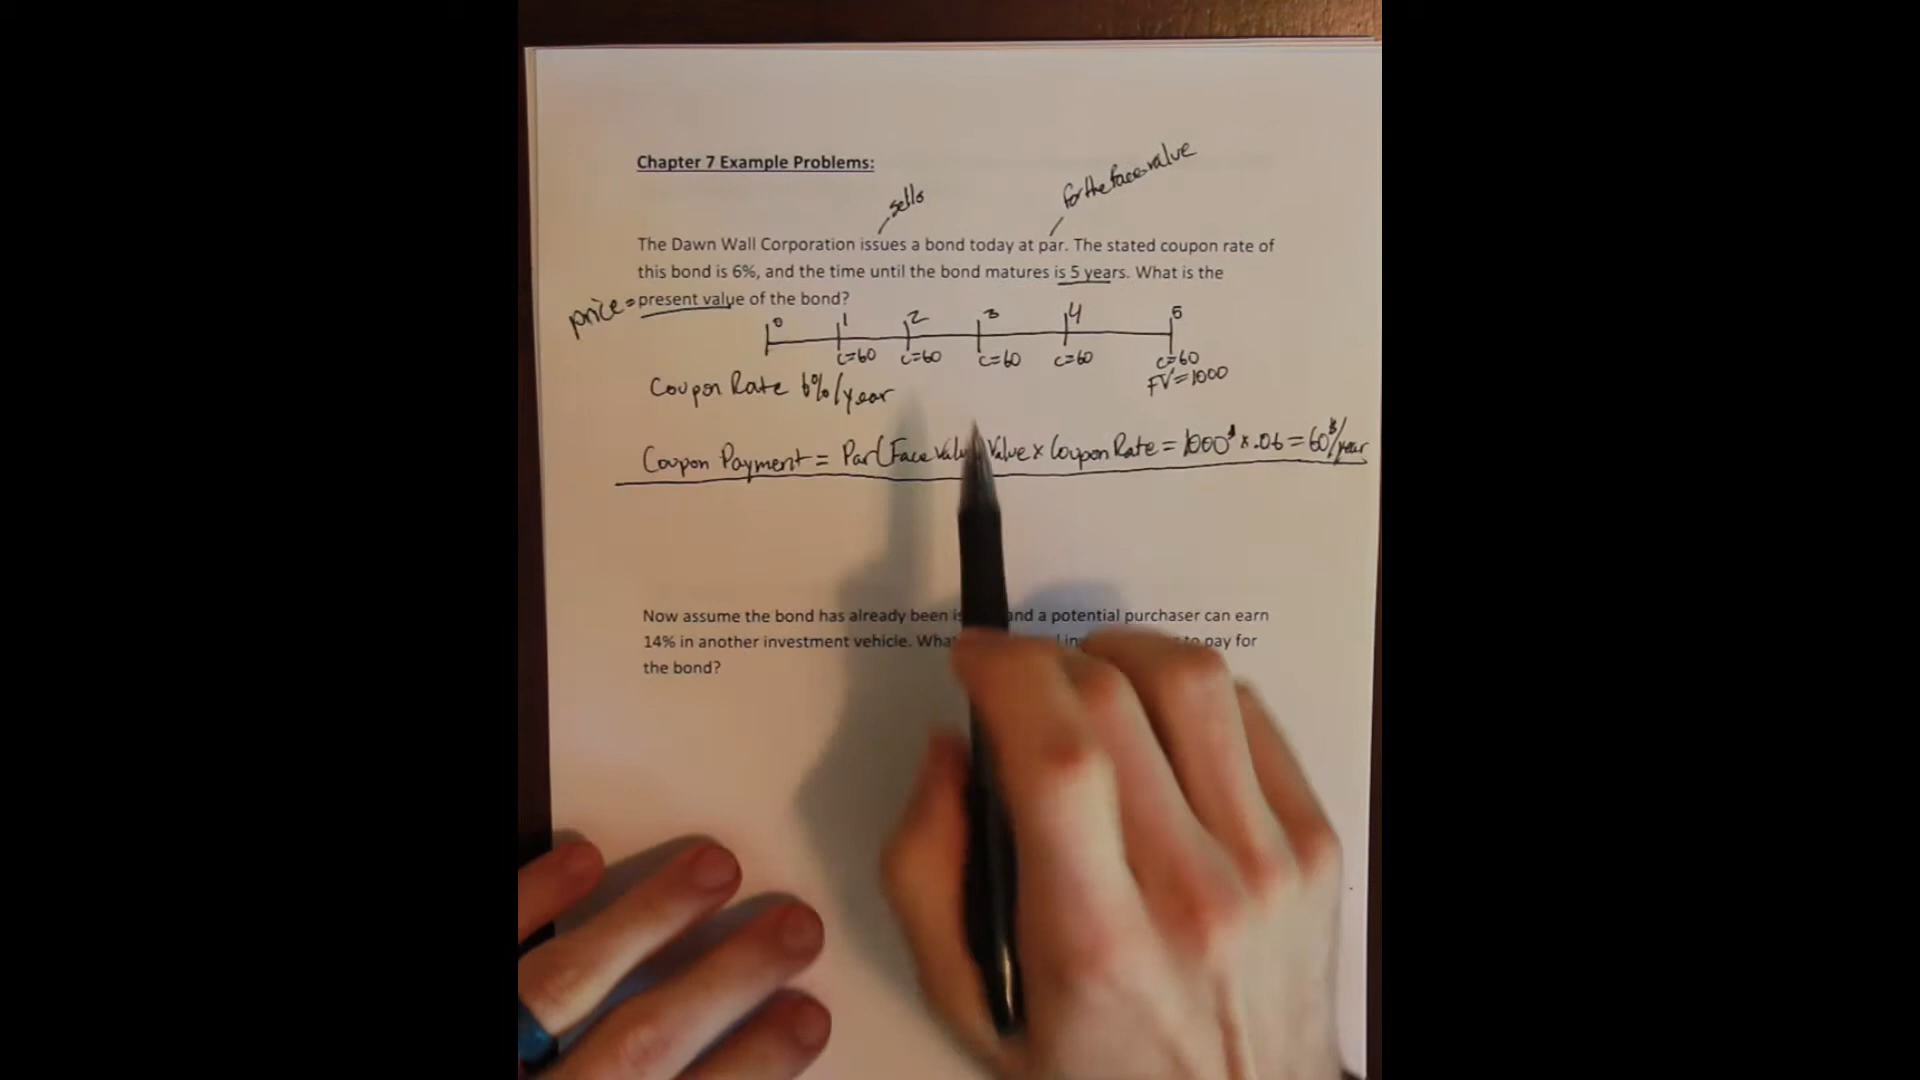 Chapter 7 Example Problems:
sells
for the face value
The Dawn Wall Corporation issues a bond today at par. The stated coupon rate of
this bond is 6%, and the time until the bond matures is 5 years. What is the
price = present value of the bond?
0 1 2 3 4 5
c=60 c=60 c=60 c=60 c=60
FV=1000
Coupon Rate 6%/year
Coupon Payment = Par(Face Value Value x Coupon Rate = 1000$ x .06 = 60$/year
Now assume the bond has already been and a potential purchaser can earn
14% in another investment vehicle. to pay for
the bond?